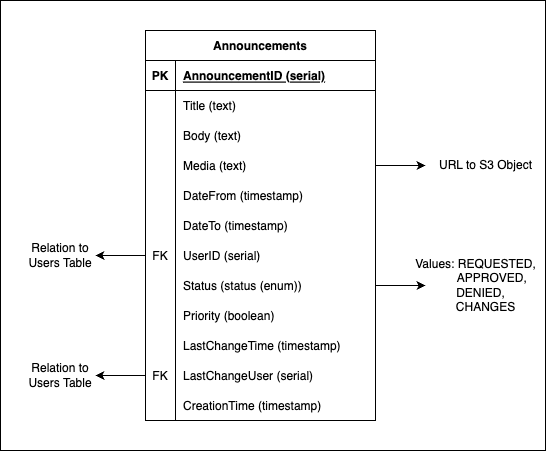 Announcements
PK AnnouncementID (serial)
Title (text)
Body (text)
Media (text)
URL to S3 Object
DateFrom (timestamp)
DateTo (timestamp)
Relation to
Users Table
FK UserID (serial)
Status (status (enum))
Values: REQUESTED,
APPROVED,
DENIED,
CHANGES
Priority (boolean)
LastChangeTime (timestamp)
Relation to
Users Table
FK LastChangeUser (serial)
CreationTime (timestamp)